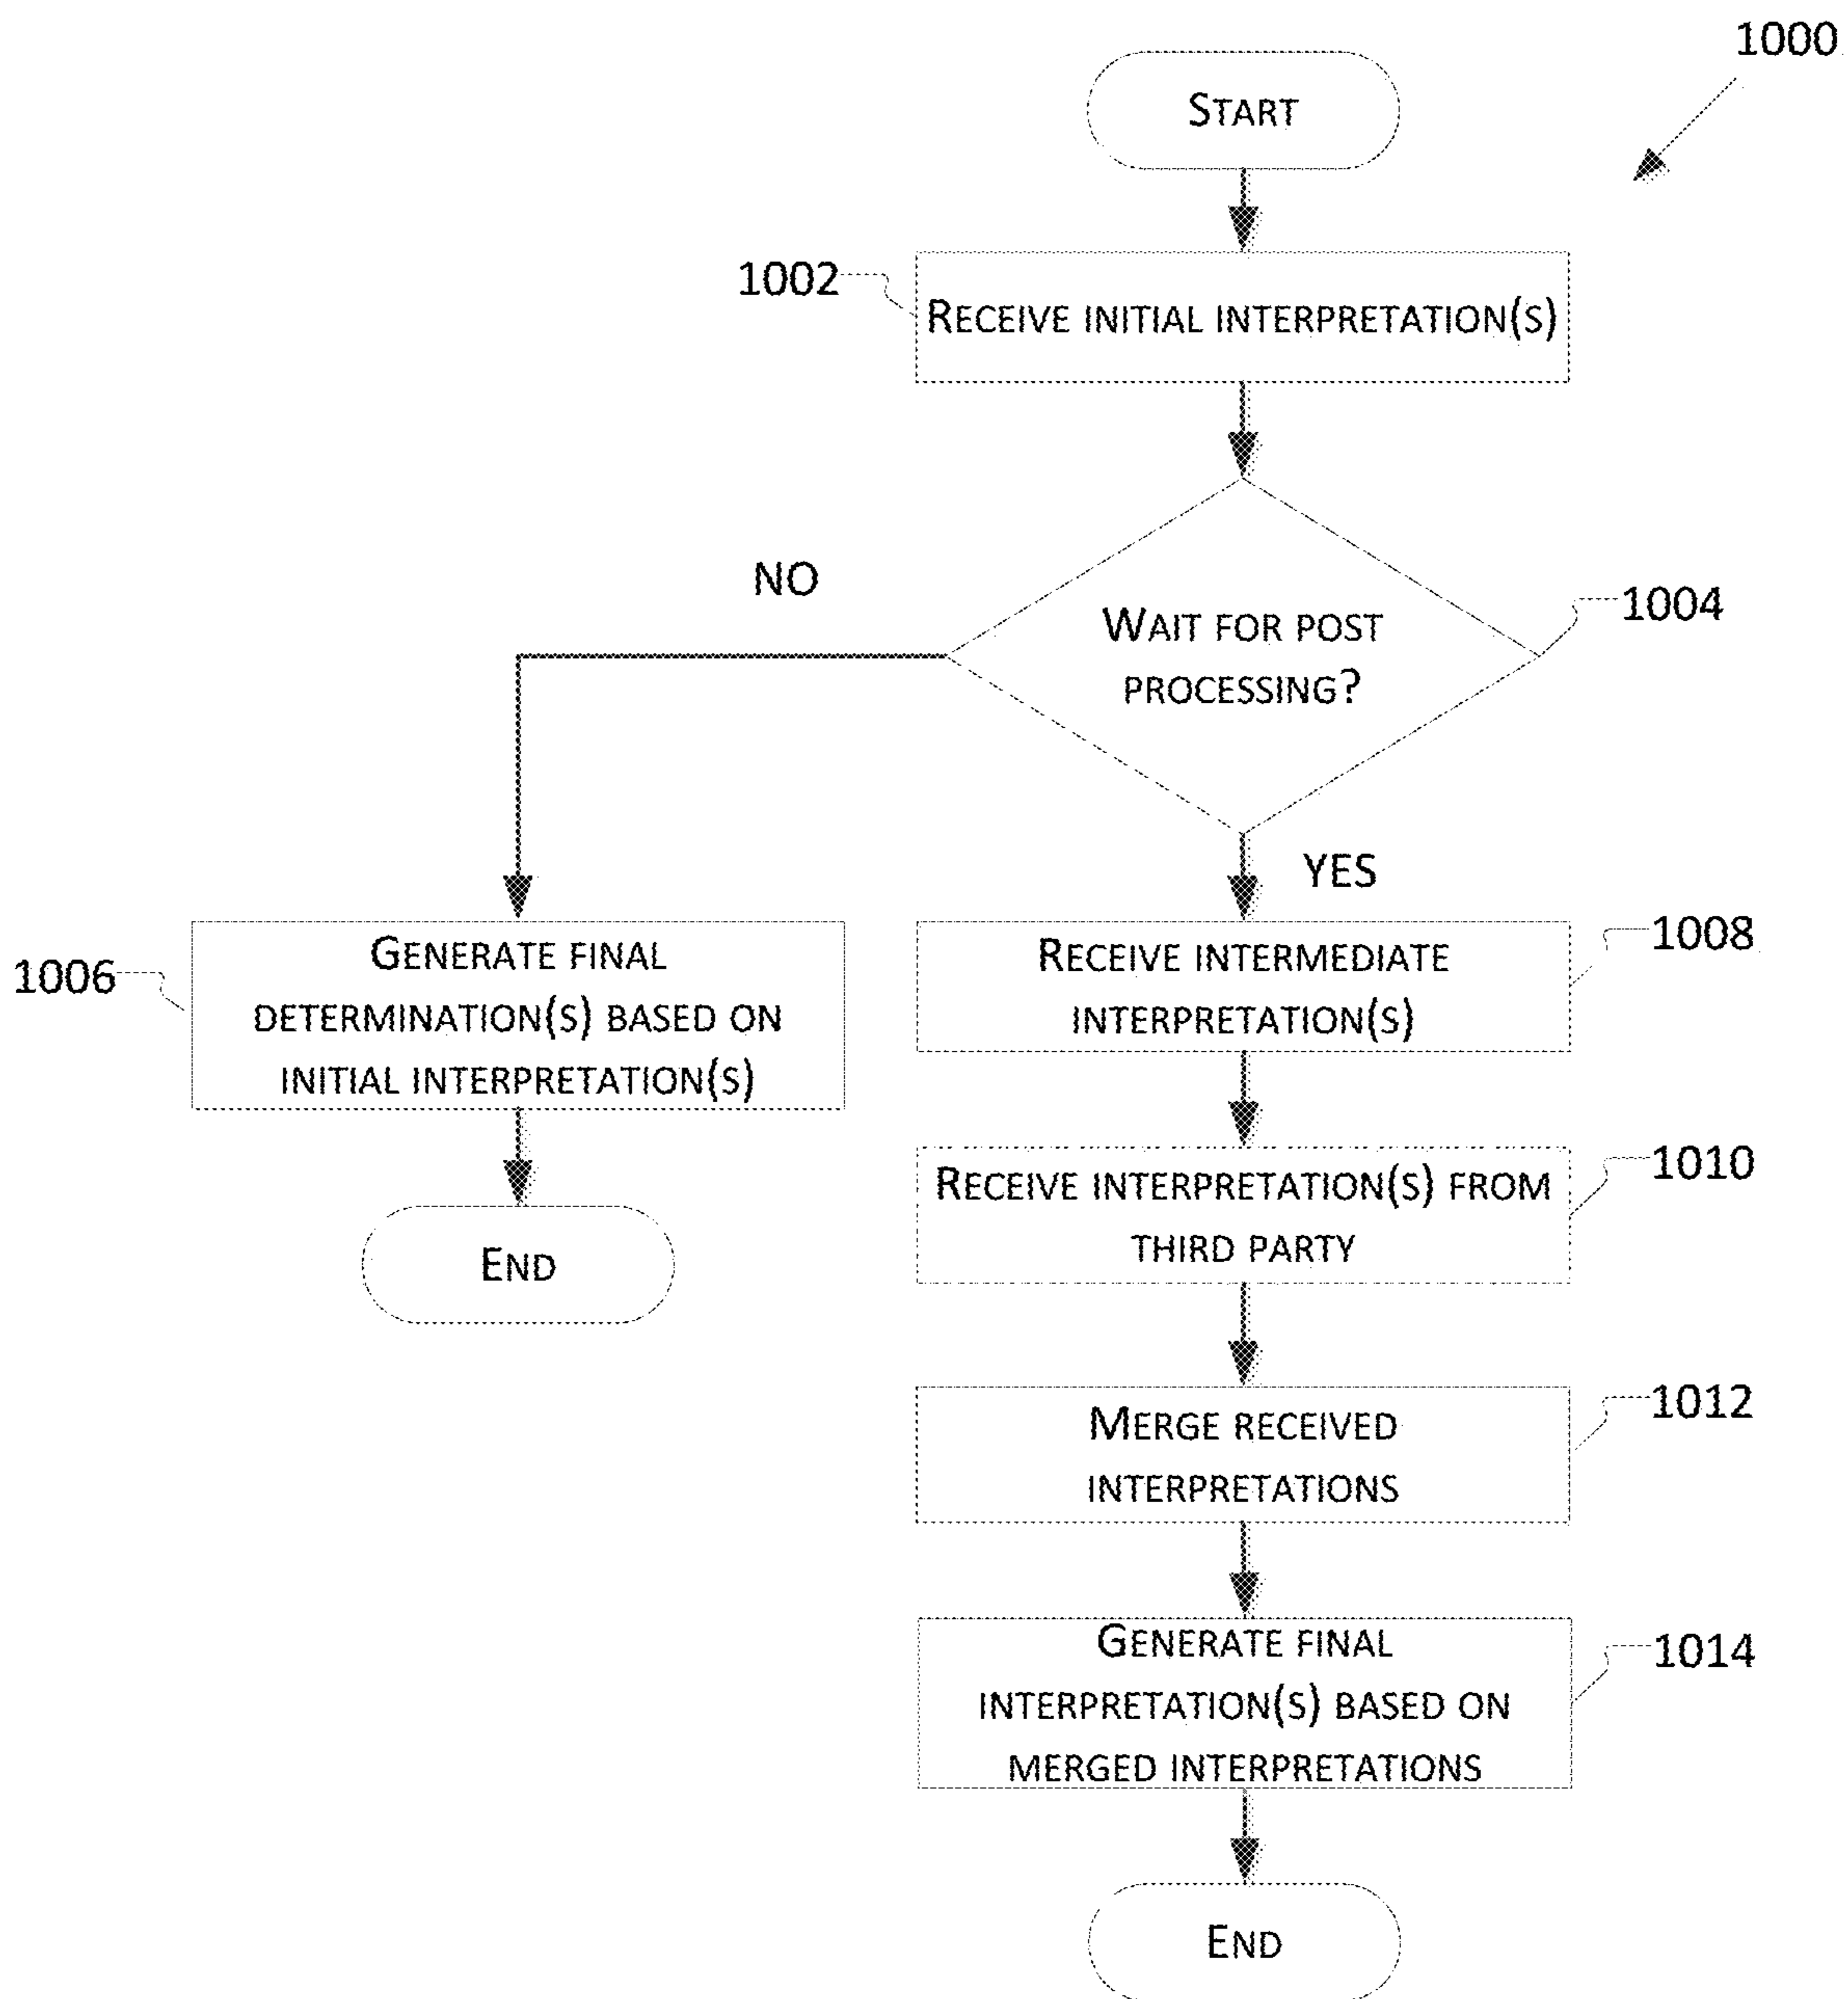 1000
START
1002
RECEIVE INITIAL INTERPRETATION(S)
NO
WAIT FOR POST
PROCESSING?
1004
YES
1006
GENERATE FINAL
DETERMINATION(S) BASED ON
INITIAL INTERPRETATION(S)
END
RECEIVE INTERMEDIATE
INTERPRETATION(S)
1008
RECEIVE INTERPRETATION(S) FROM
THIRD PARTY
1010
MERGE RECEIVED
INTERPRETATIONS
1012
GENERATE FINAL
INTERPRETATION(S) BASED ON
MERGED INTERPRETATIONS
1014
END